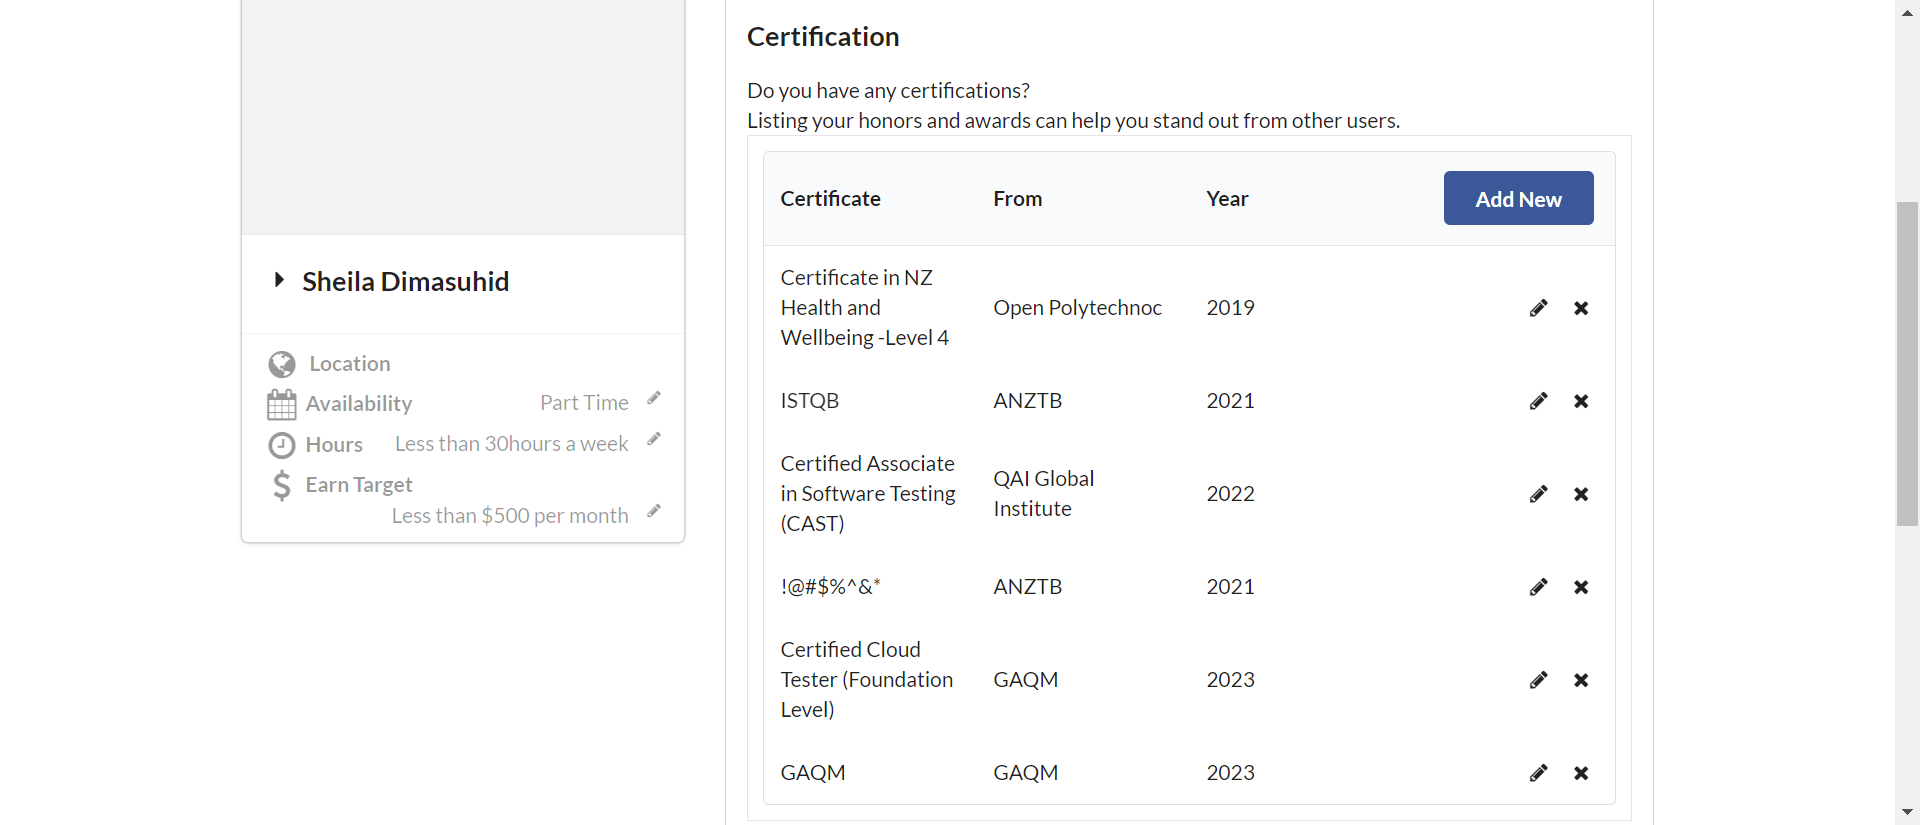 Sheila Dimasuhid
Location
Availability Part Time
Hours Less than 30hours a week
Earn Target
Less than $500 per month
Certification
Do you have any certifications?
Listing your honors and awards can help you stand out from other users.
Certificate From Year Add New
Certificate in NZ
Health and
Wellbeing -Level 4
Open Polytechnoc
2019
ISTQB ANZTB 2021
Certified Associate
in Software Testing
(CAST)
QAI Global
Institute
2022
!@#$%^&* ANZTB 2021
Certified Cloud
Tester (Foundation
Level)
GAQM
2023
GAQM GAQM 2023